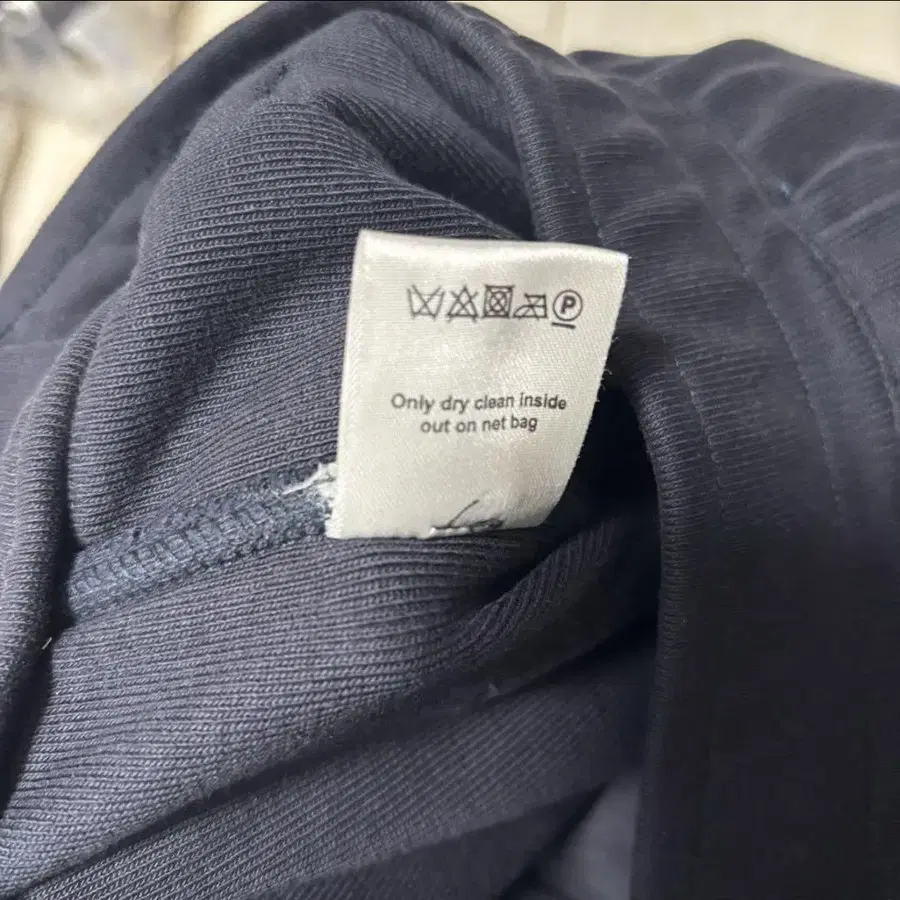 P
Only dry clean inside
out on net bag